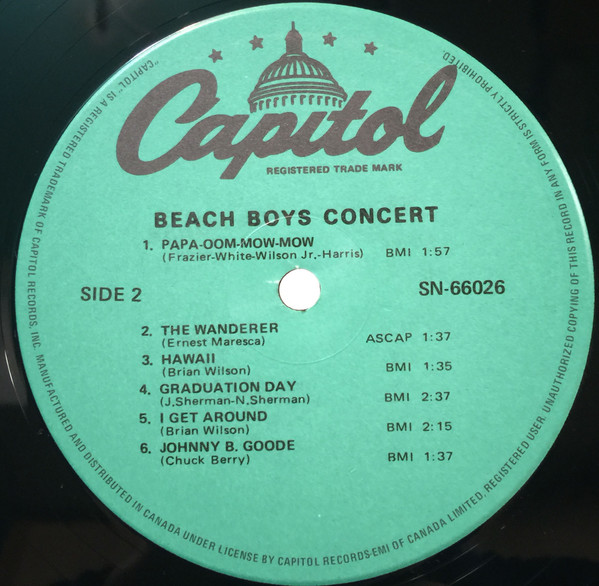 Capitol
REGISTERED TRADE MARK
BEACH BOYS CONCERT
1. PAPA-OOM-MOW-MOW
(Frazier-White-Wilson Jr.-Harris) BMI 1:57
SIDE 2 SN-66026
2. THE WANDERER
(Ernest Maresca) ASCAP 1:37
3. HAWAII
(Brian Wilson) BMI 1:35
4. GRADUATION DAY
(J.Sherman-N.Sherman) BMI 2:37
5. I GET AROUND
(Brian Wilson) BMI 2:15
6. JOHNNY B. GOODE
(Chuck Berry) BMI 1:37
"CAPITOL" IS A REGISTERED TRADEMARK OF CAPITOL RECORDS, INC. MANUFACTURED AND DISTRIBUTED IN CANADA UNDER LICENSE BY CAPITOL RECORDS-EMI OF CANADA LIMITED, REGISTERED USER. UNAUTHORIZED COPYING OF THIS RECORD IN ANY FORM IS STRICTLY PROHIBITED.